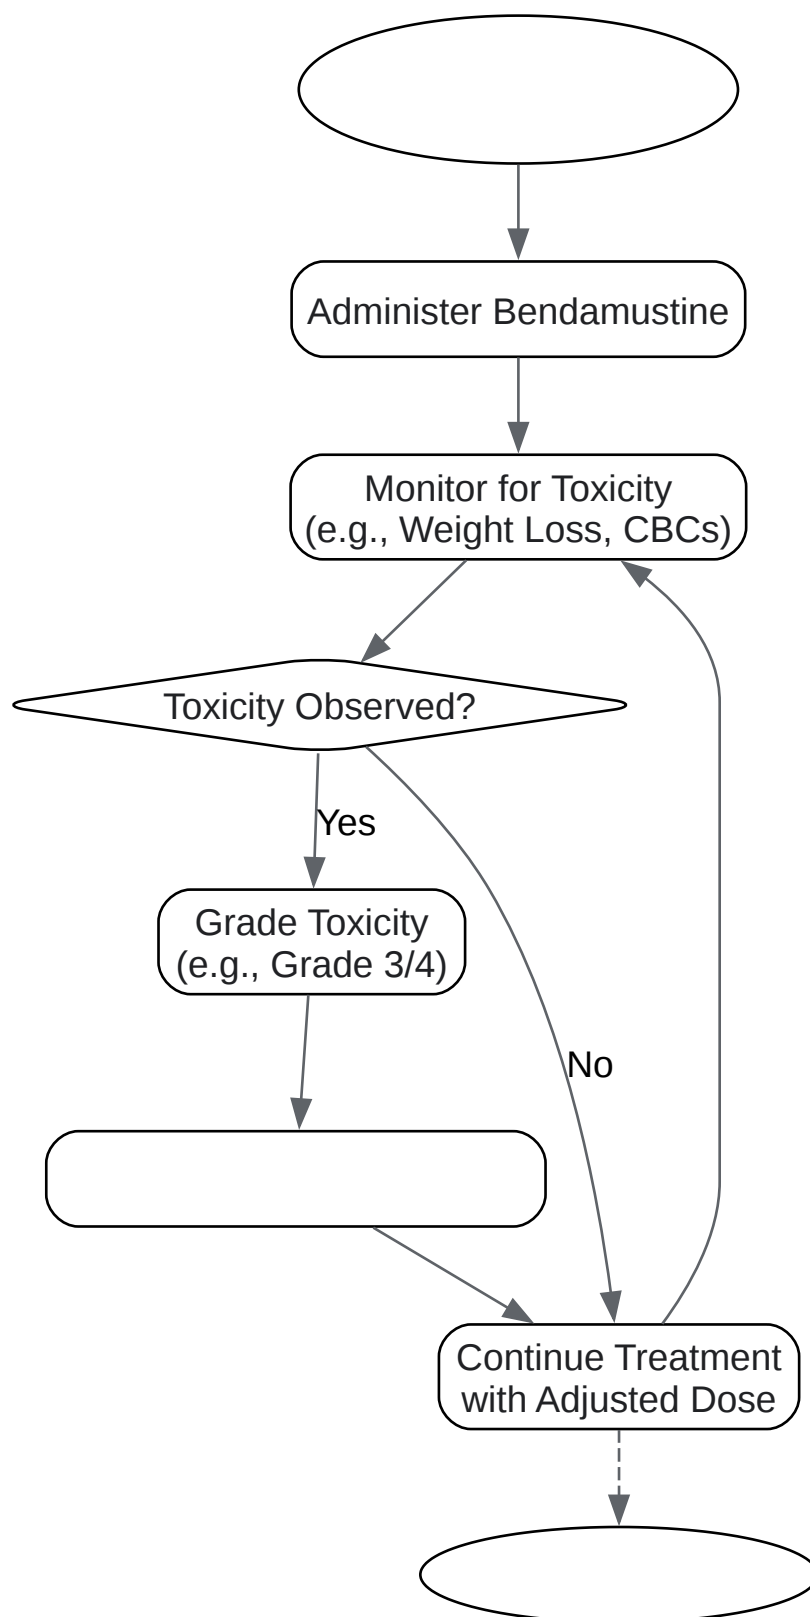 Administer Bendamustine
Monitor for Toxicity
(e.g., Weight Loss, CBCs)
Toxicity Observed?
Yes
Grade Toxicity
(e.g., Grade 3/4)
No
Continue Treatment
with Adjusted Dose